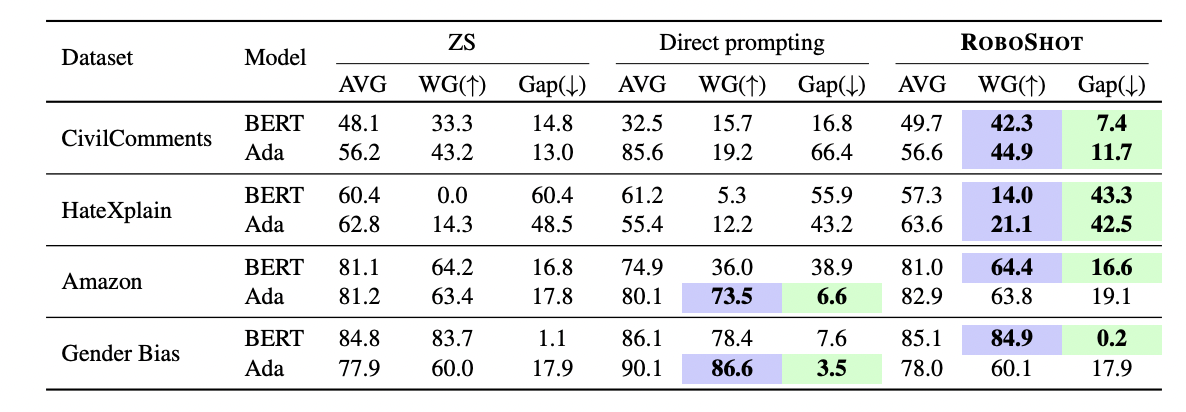 Dataset Model ZS Direct prompting ROBOSHOT
AVG WG(↑) Gap(↓) AVG WG(↑) Gap(↓) AVG WG(↑) Gap(↓)
CivilComments BERT 48.1 33.3 14.8 32.5 15.7 16.8 49.7 42.3 7.4
Ada 56.2 43.2 13.0 85.6 19.2 66.4 56.6 44.9 11.7
HateXplain BERT 60.4 0.0 60.4 61.2 5.3 55.9 57.3 14.0 43.3
Ada 62.8 14.3 48.5 55.4 12.2 43.2 63.6 21.1 42.5
Amazon BERT 81.1 64.2 16.8 74.9 36.0 38.9 81.0 64.4 16.6
Ada 81.2 63.4 17.8 80.1 73.5 6.6 82.9 63.8 19.1
Gender Bias BERT 84.8 83.7 1.1 86.1 78.4 7.6 85.1 84.9 0.2
Ada 77.9 60.0 17.9 90.1 86.6 3.5 78.0 60.1 17.9